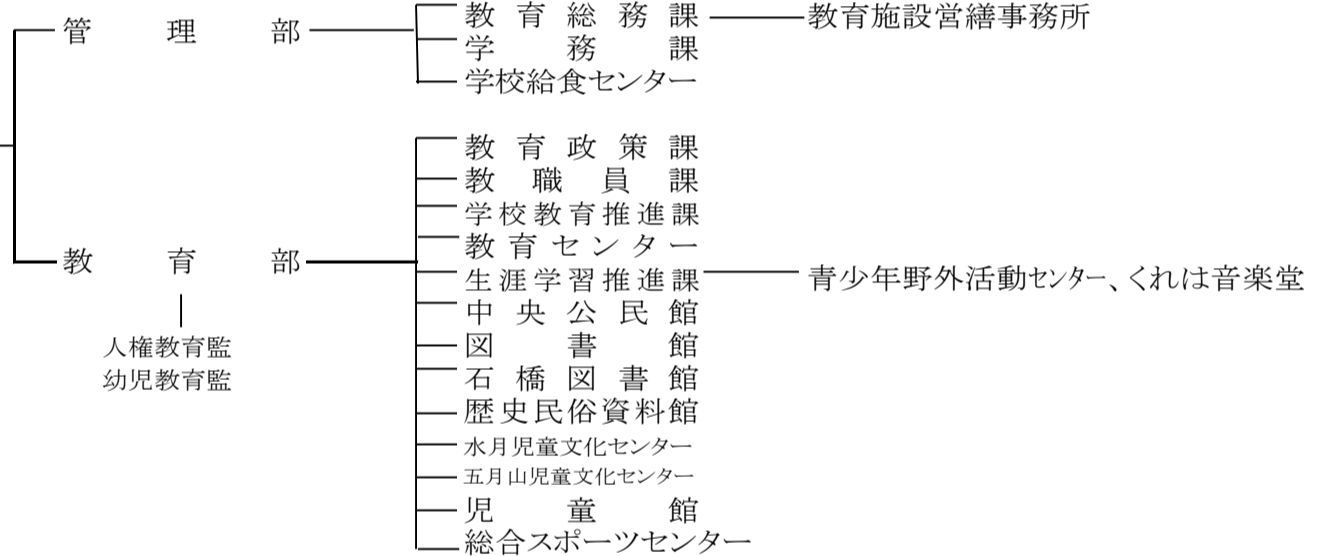 管理部
教育総務課
教育施設営繕事務所
学務課
学校給食センター
教育部
人権教育監
幼児教育監
教育政策課
教職員課
学校教育推進課
教育センター
生涯学習推進課
青少年野外活動センター、くれは音楽堂
中央公民館
図書館
石橋図書館
歴史民俗資料館
水月児童文化センター
五月山児童文化センター
児童館
総合スポーツセンター